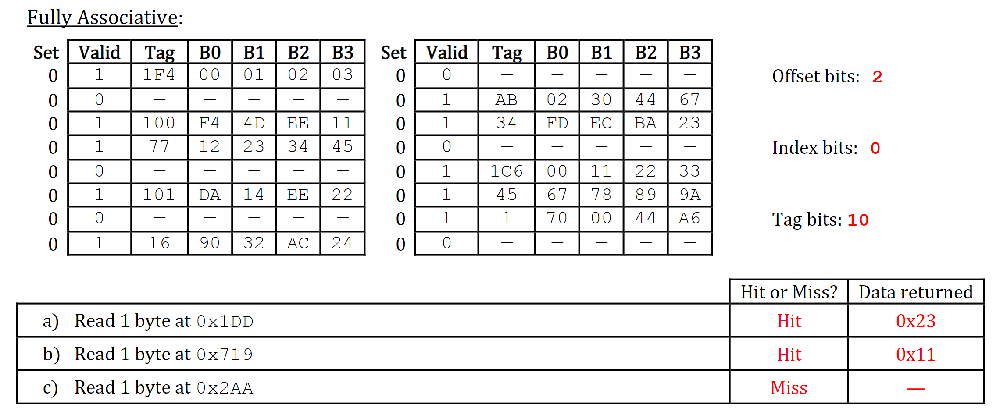 Fully Associative:
Set Valid Tag B0 B1 B2 B3 Set Valid Tag B0 B1 B2 B3
0 1 1F4 00 01 02 03 0 0 — — — — — Offset bits: 2
0 0 — — — — — 0 1 AB 02 30 44 67
0 1 100 F4 4D EE 11 0 1 34 FD EC BA 23
0 1 77 12 23 34 45 0 0 — — — — — Index bits: 0
0 0 — — — — — 0 1 1C6 00 11 22 33
0 1 101 DA 14 EE 22 0 1 45 67 78 89 9A
0 0 — — — — — 0 1 1 70 00 44 A6 Tag bits: 10
0 1 16 90 32 AC 24 0 0 — — — — —
Hit or Miss? Data returned
a) Read 1 byte at 0x1DD Hit 0x23
b) Read 1 byte at 0x719 Hit 0x11
c) Read 1 byte at 0x2AA Miss —